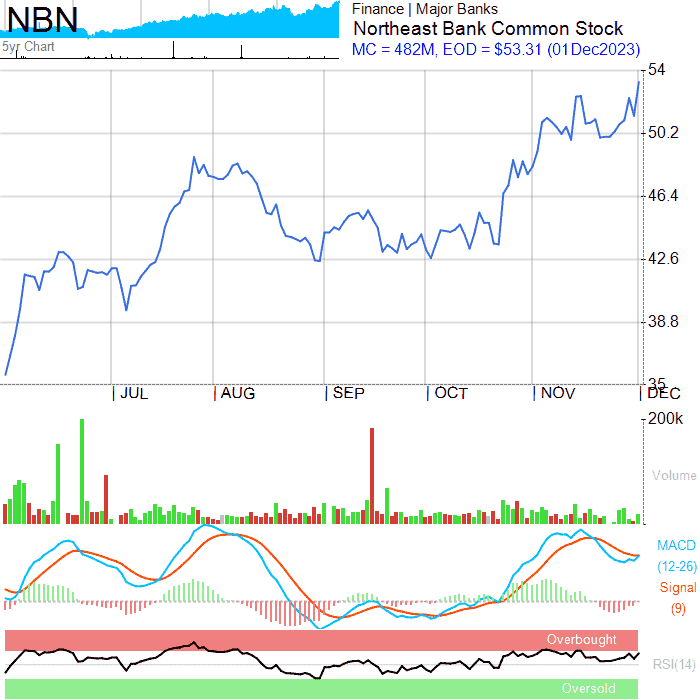 NBN
5yr Chart
Finance | Major Banks
Northeast Bank Common Stock
MC = 482M, EOD = $53.31 (01Dec2023)
54
50.2
46.4
42.6
38.8
35
JUL AUG SEP OCT NOV DEC
200k
Volume
MACD
(12-26)
Signal
(9)
Overbought
RSI(14)
Oversold